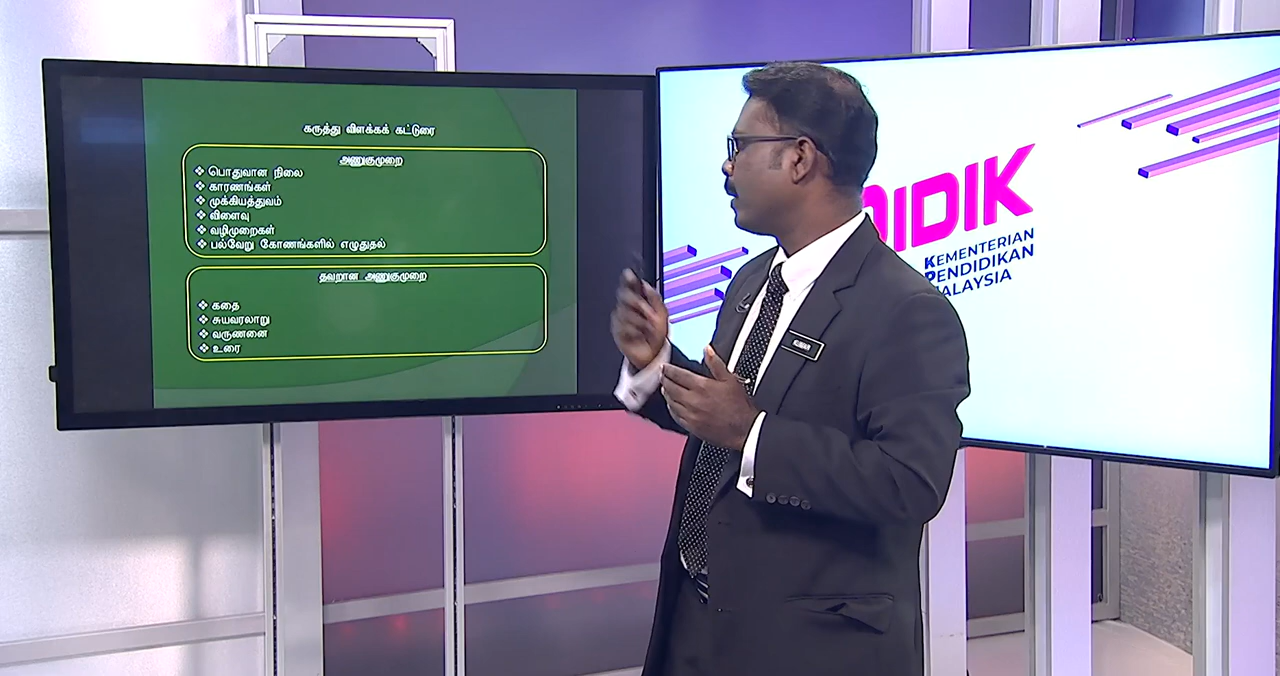 கருத்து விளக்கக் கட்டுரை
அணுகுமுறை
❖ பொதுவான நிலை
❖ காரணங்கள்
❖ முக்கியத்துவம்
❖ விளைவு
❖ வழிமுறைகள்
❖ பல்வேறு கோணங்களில் எழுதுதல்
தவறான அணுகுமுறை
❖ கதை
❖ சுயவரலாறு
❖ வருணனை
❖ உரை
DIDIK
KEMENTERIAN
PENDIDIKAN
MALAYSIA